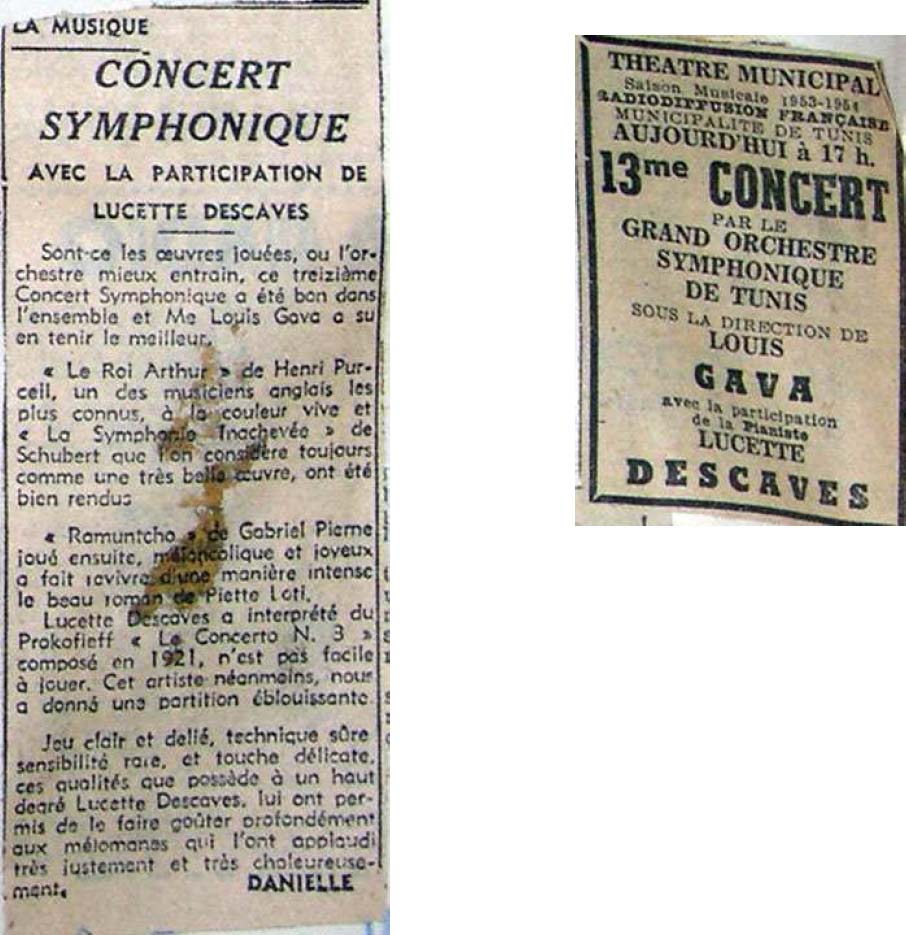 LA MUSIQUE
CONCERT
SYMPHONIQUE
AVEC LA PARTICIPATION DE
LUCETTE DESCAVES
Sont-ce les œuvres jouées, ou l'or-
chestre mieux entrain, ce treizième
Concert Symphonique a été bon dans
l'ensemble et Me Louis Gava a su
en tenir le meilleur.
« Le Roi Arthur » de Henri Pur-
cell, un des musiciens anglais les
plus connus, à la couleur vive et
« La Symphonie Inachevée » de
Schubert que l'on considère toujours
comme une très belle œuvre, ont été
bien rendus
« Ramuntcho » de Gabriel Pierne
joué ensuite, mélancolique et joyeux
a fait revivre d'une manière intense
le beau roman de Piette Loti.
Lucette Descaves a interprété du
Prokofieff « Le Concerto N. 3 »
composé en 1921, n'est pas facile
à jouer. Cet artiste néanmoins, nous
a donné une partition éblouissante.
Jeu clair et delié, technique sûre
sensibilité rare, et touche délicate,
ces qualités que possède à un haut
degré Lucette Descaves, lui ont per-
mis de le faire goûter profondément
aux mélomanes qui l'ont applaudi
très justement et très chaleureuse-
ment.
DANIELLE
THEATRE MUNICIPAL
Saison Musicale 1953-1954
RADIODIFFUSION FRANÇAISE
MUNICIPALITE DE TUNIS
AUJOURD'HUI à 17 h.
13me CONCERT
PAR LE
GRAND ORCHESTRE
SYMPHONIQUE
DE TUNIS
SOUS LA DIRECTION DE
LOUIS
GAVA
avec la participation
de la Pianiste
LUCETTE
DESCAVES